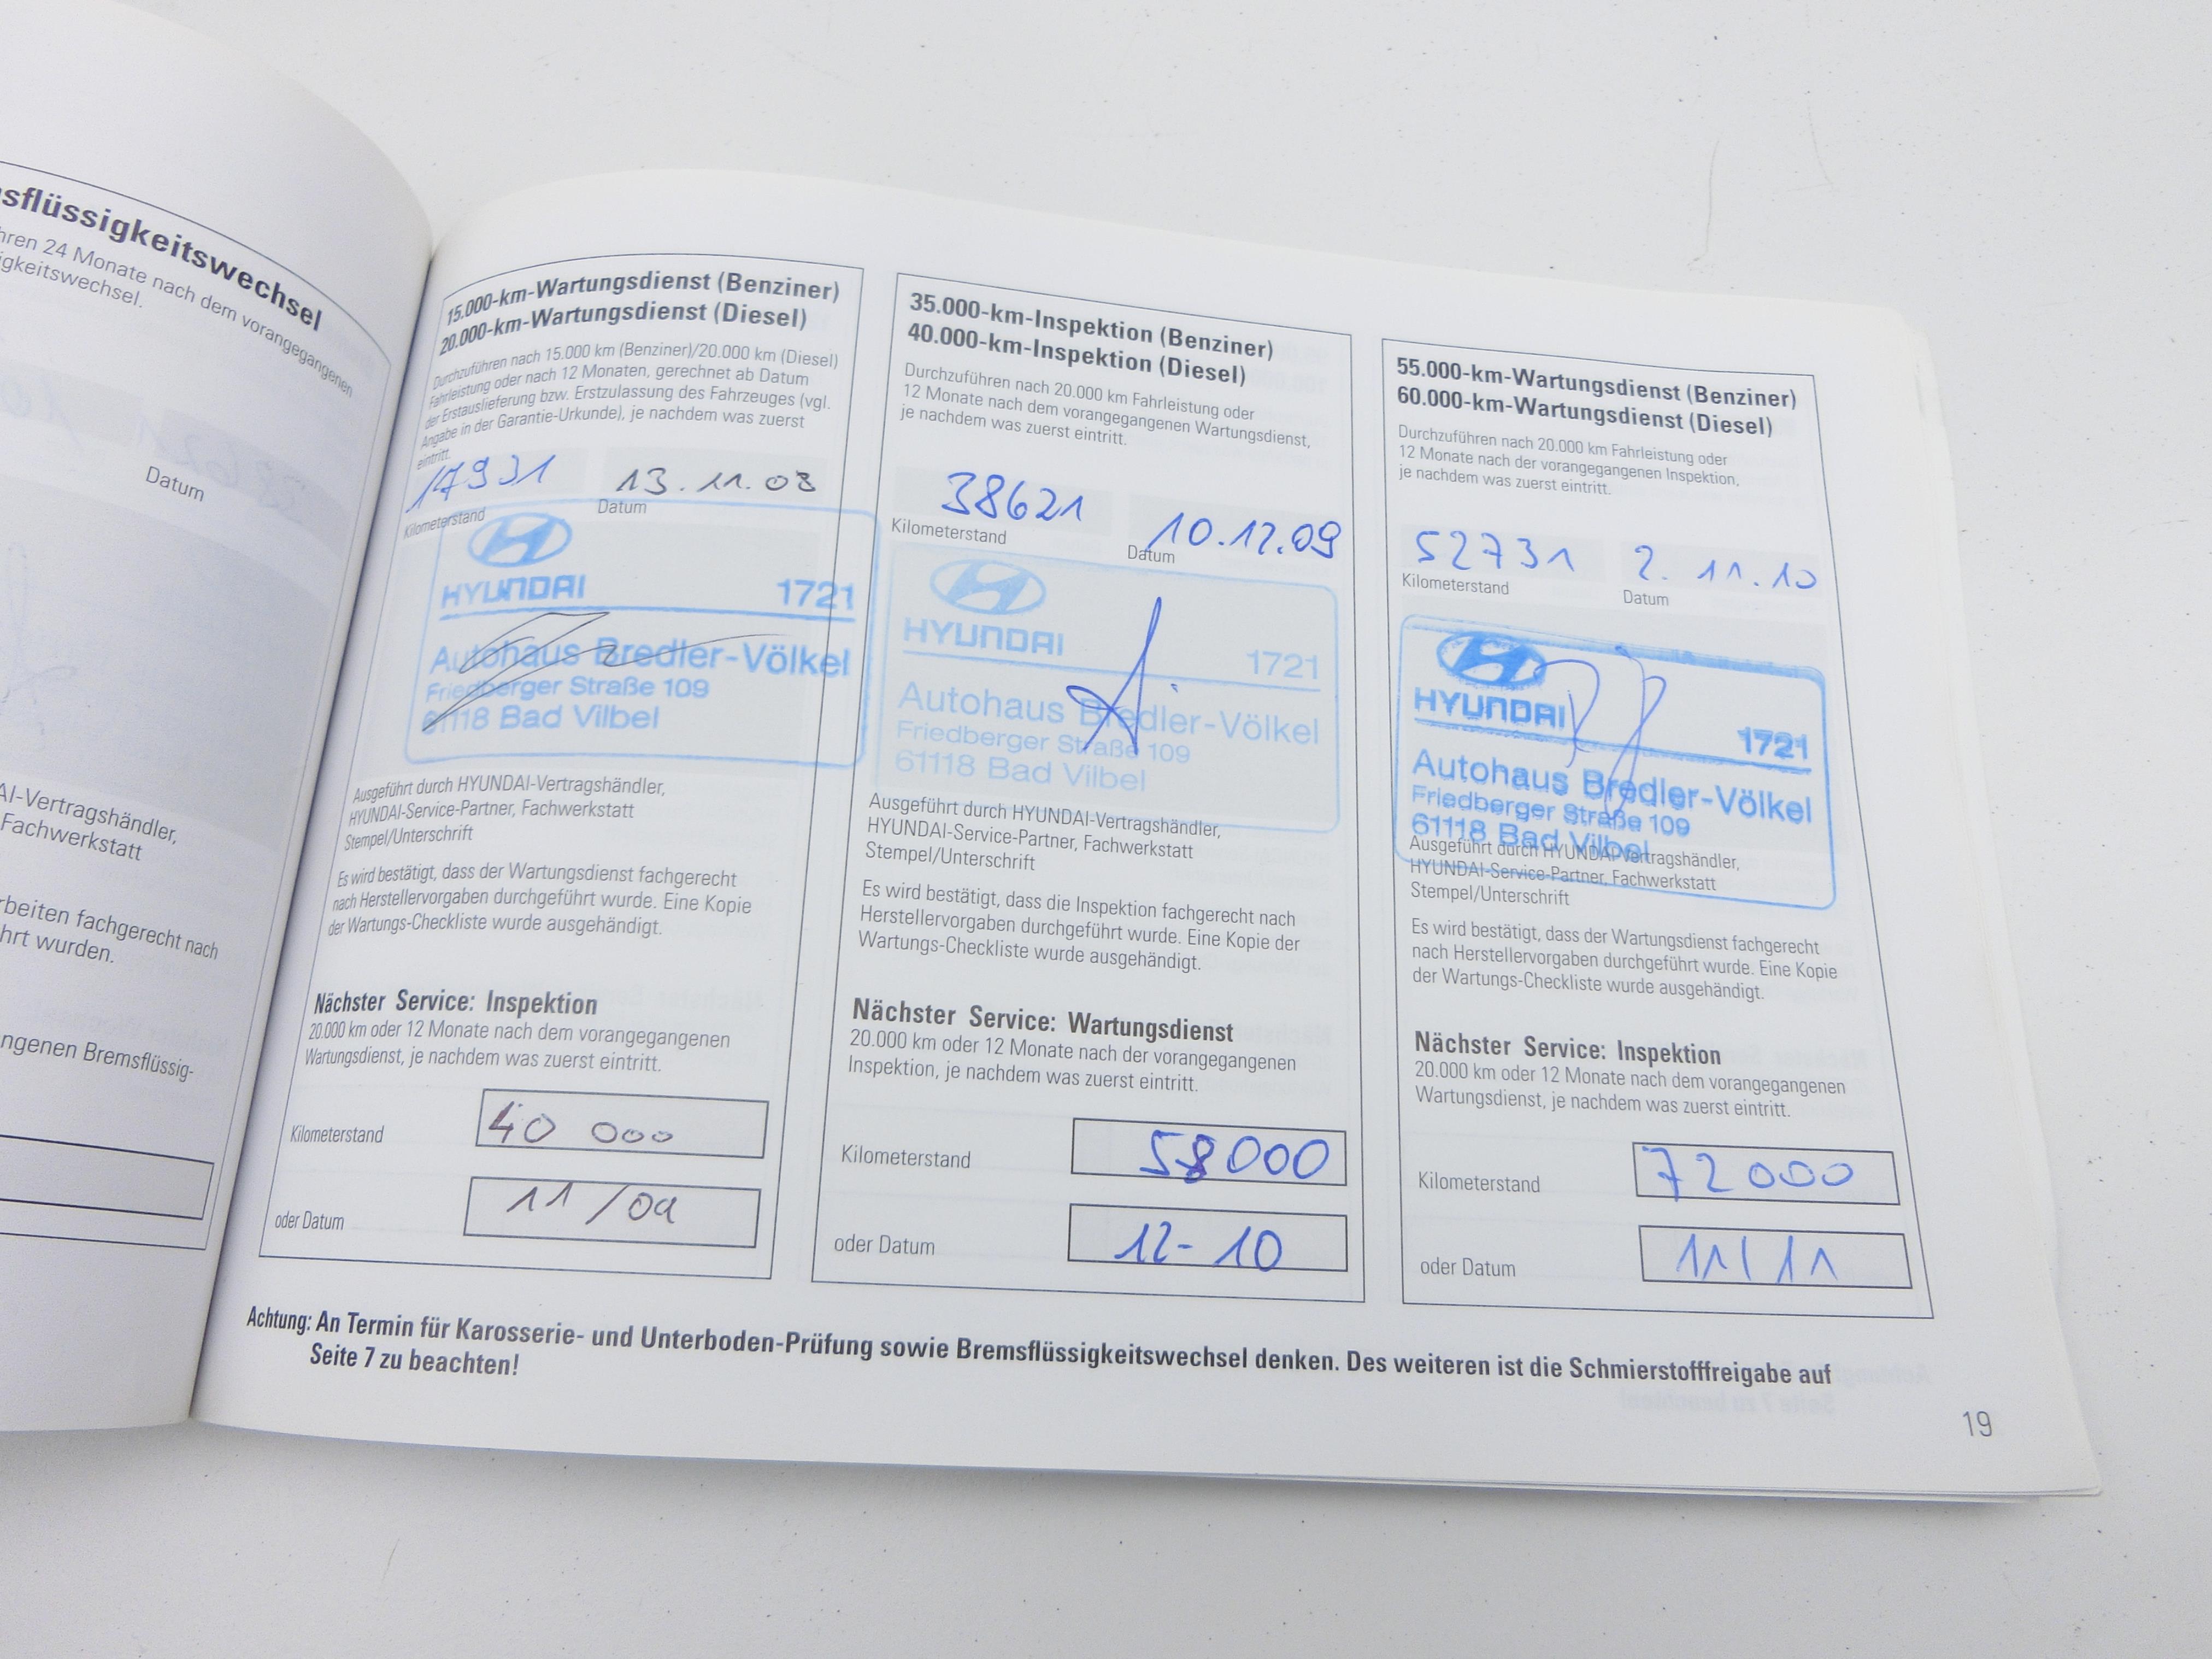 sflüssigkeitswechsel
hren 24 Monate nach dem vorangegangenen
igkeitswechsel.
Datum
AI-Vertragshändler,
Fachwerkstatt
rbeiten fachgerecht nach
hrt wurden.
ngenen Bremsflüssig-
15.000-km-Wartungsdienst (Benziner)
20.000-km-Wartungsdienst (Diesel)
Durchzuführen nach 15.000 km (Benziner)/20.000 km (Diesel)
Fahrleistung oder nach 12 Monaten, gerechnet ab Datum
der Erstauslieferung bzw. Erstzulassung des Fahrzeuges (vgl.
Angabe in der Garantie-Urkunde), je nachdem was zuerst
eintritt.
17931 13.11.08
Kilometerstand Datum
HYUNDAI 1721
Autohaus Bredler-Völkel
Friedberger Straße 109
61118 Bad Vilbel
Ausgeführt durch HYUNDAI-Vertragshändler,
HYUNDAI-Service-Partner, Fachwerkstatt
Stempel/Unterschrift
Es wird bestätigt, dass der Wartungsdienst fachgerecht
nach Herstellervorgaben durchgeführt wurde. Eine Kopie
der Wartungs-Checkliste wurde ausgehändigt.
Nächster Service: Inspektion
20.000 km oder 12 Monate nach dem vorangegangenen
Wartungsdienst, je nachdem was zuerst eintritt.
Kilometerstand 40 000
oder Datum 11/09
35.000-km-Inspektion (Benziner)
40.000-km-Inspektion (Diesel)
Durchzuführen nach 20.000 km Fahrleistung oder
12 Monate nach dem vorangegangenen Wartungsdienst,
je nachdem was zuerst eintritt.
38621 10.12.09
Kilometerstand Datum
HYUNDAI 1721
Autohaus Bredler-Völkel
Friedberger Straße 109
61118 Bad Vilbel
Ausgeführt durch HYUNDAI-Vertragshändler,
HYUNDAI-Service-Partner, Fachwerkstatt
Stempel/Unterschrift
Es wird bestätigt, dass die Inspektion fachgerecht nach
Herstellervorgaben durchgeführt wurde. Eine Kopie der
Wartungs-Checkliste wurde ausgehändigt.
Nächster Service: Wartungsdienst
20.000 km oder 12 Monate nach der vorangegangenen
Inspektion, je nachdem was zuerst eintritt.
Kilometerstand 58000
oder Datum 12-10
55.000-km-Wartungsdienst (Benziner)
60.000-km-Wartungsdienst (Diesel)
Durchzuführen nach 20.000 km Fahrleistung oder
12 Monate nach der vorangegangenen Inspektion,
je nachdem was zuerst eintritt.
52731 2.11.10
Kilometerstand Datum
HYUNDAI 1721
Autohaus Bredler-Völkel
Friedberger Straße 109
61118 Bad Vilbel
Ausgeführt durch HYUNDAI-Vertragshändler,
HYUNDAI-Service-Partner, Fachwerkstatt
Stempel/Unterschrift
Es wird bestätigt, dass der Wartungsdienst fachgerecht
nach Herstellervorgaben durchgeführt wurde. Eine Kopie
der Wartungs-Checkliste wurde ausgehändigt.
Nächster Service: Inspektion
20.000 km oder 12 Monate nach dem vorangegangenen
Wartungsdienst, je nachdem was zuerst eintritt.
Kilometerstand 72000
oder Datum 11/11
Achtung: An Termin für Karosserie- und Unterboden-Prüfung sowie Bremsflüssigkeitswechsel denken. Des weiteren ist die Schmierstofffreigabe auf
Seite 7 zu beachten!
19